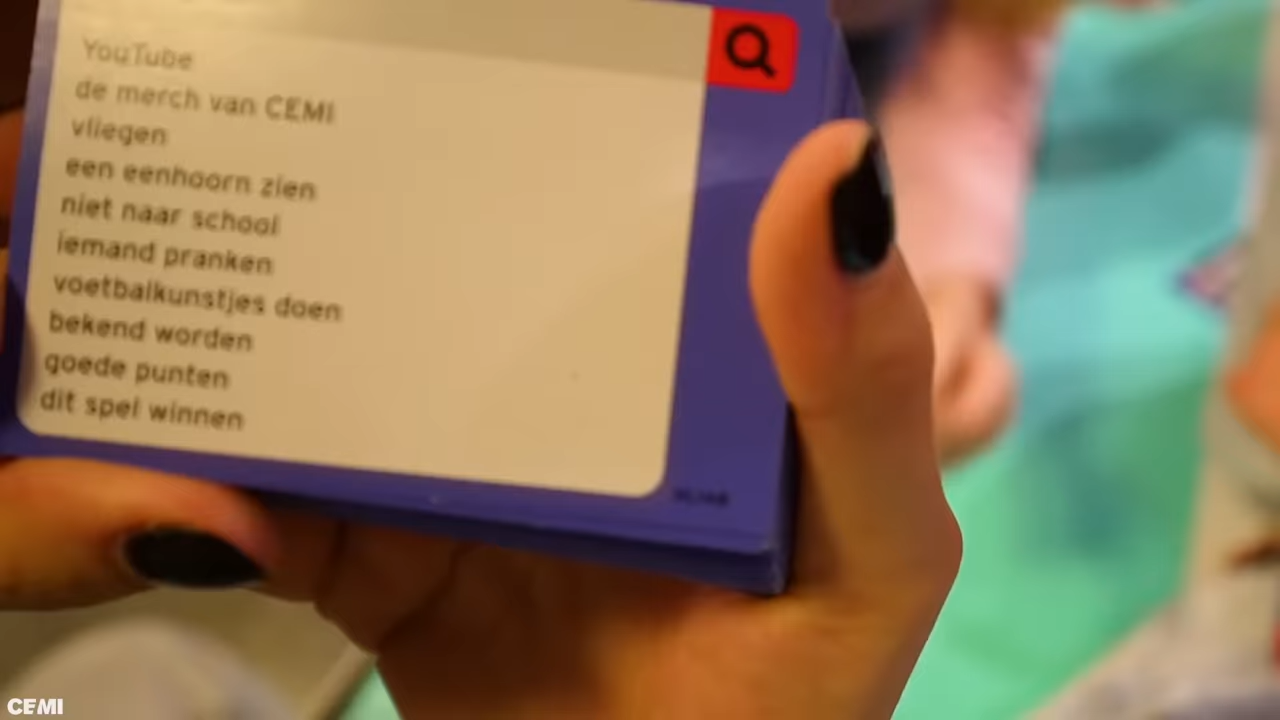 YouTube
de merch van CEMI
vliegen
een eenhoorn zien
niet naar school
iemand pranken
voetbalkunstjes doen
bekend worden
goede punten
dit spel winnen
CEMI